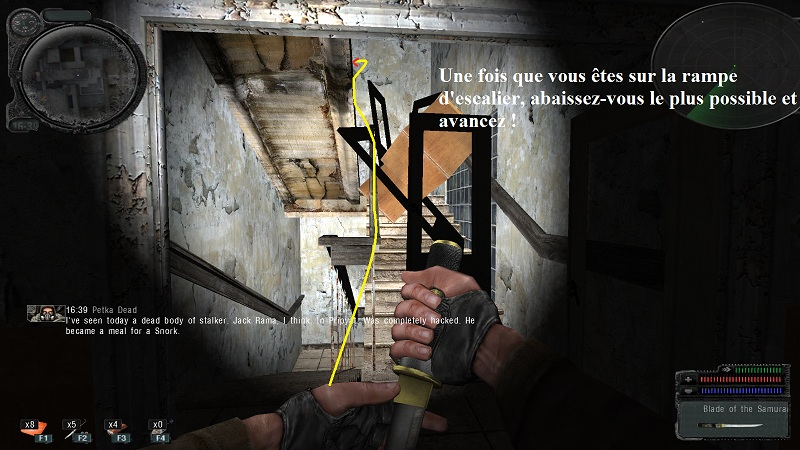 Une fois que vous êtes sur la rampe
d'escalier, abaissez-vous le plus possible et
avancez !
16:39 Petka Dead
I've seen today a dead body of stalker, Jack Rama, I think. In Pripyat. Was completely hacked. He
became a meal for a Snork.
x8 x5 x4 x0
F1 F2 F3 F4
Blade of the Samurai